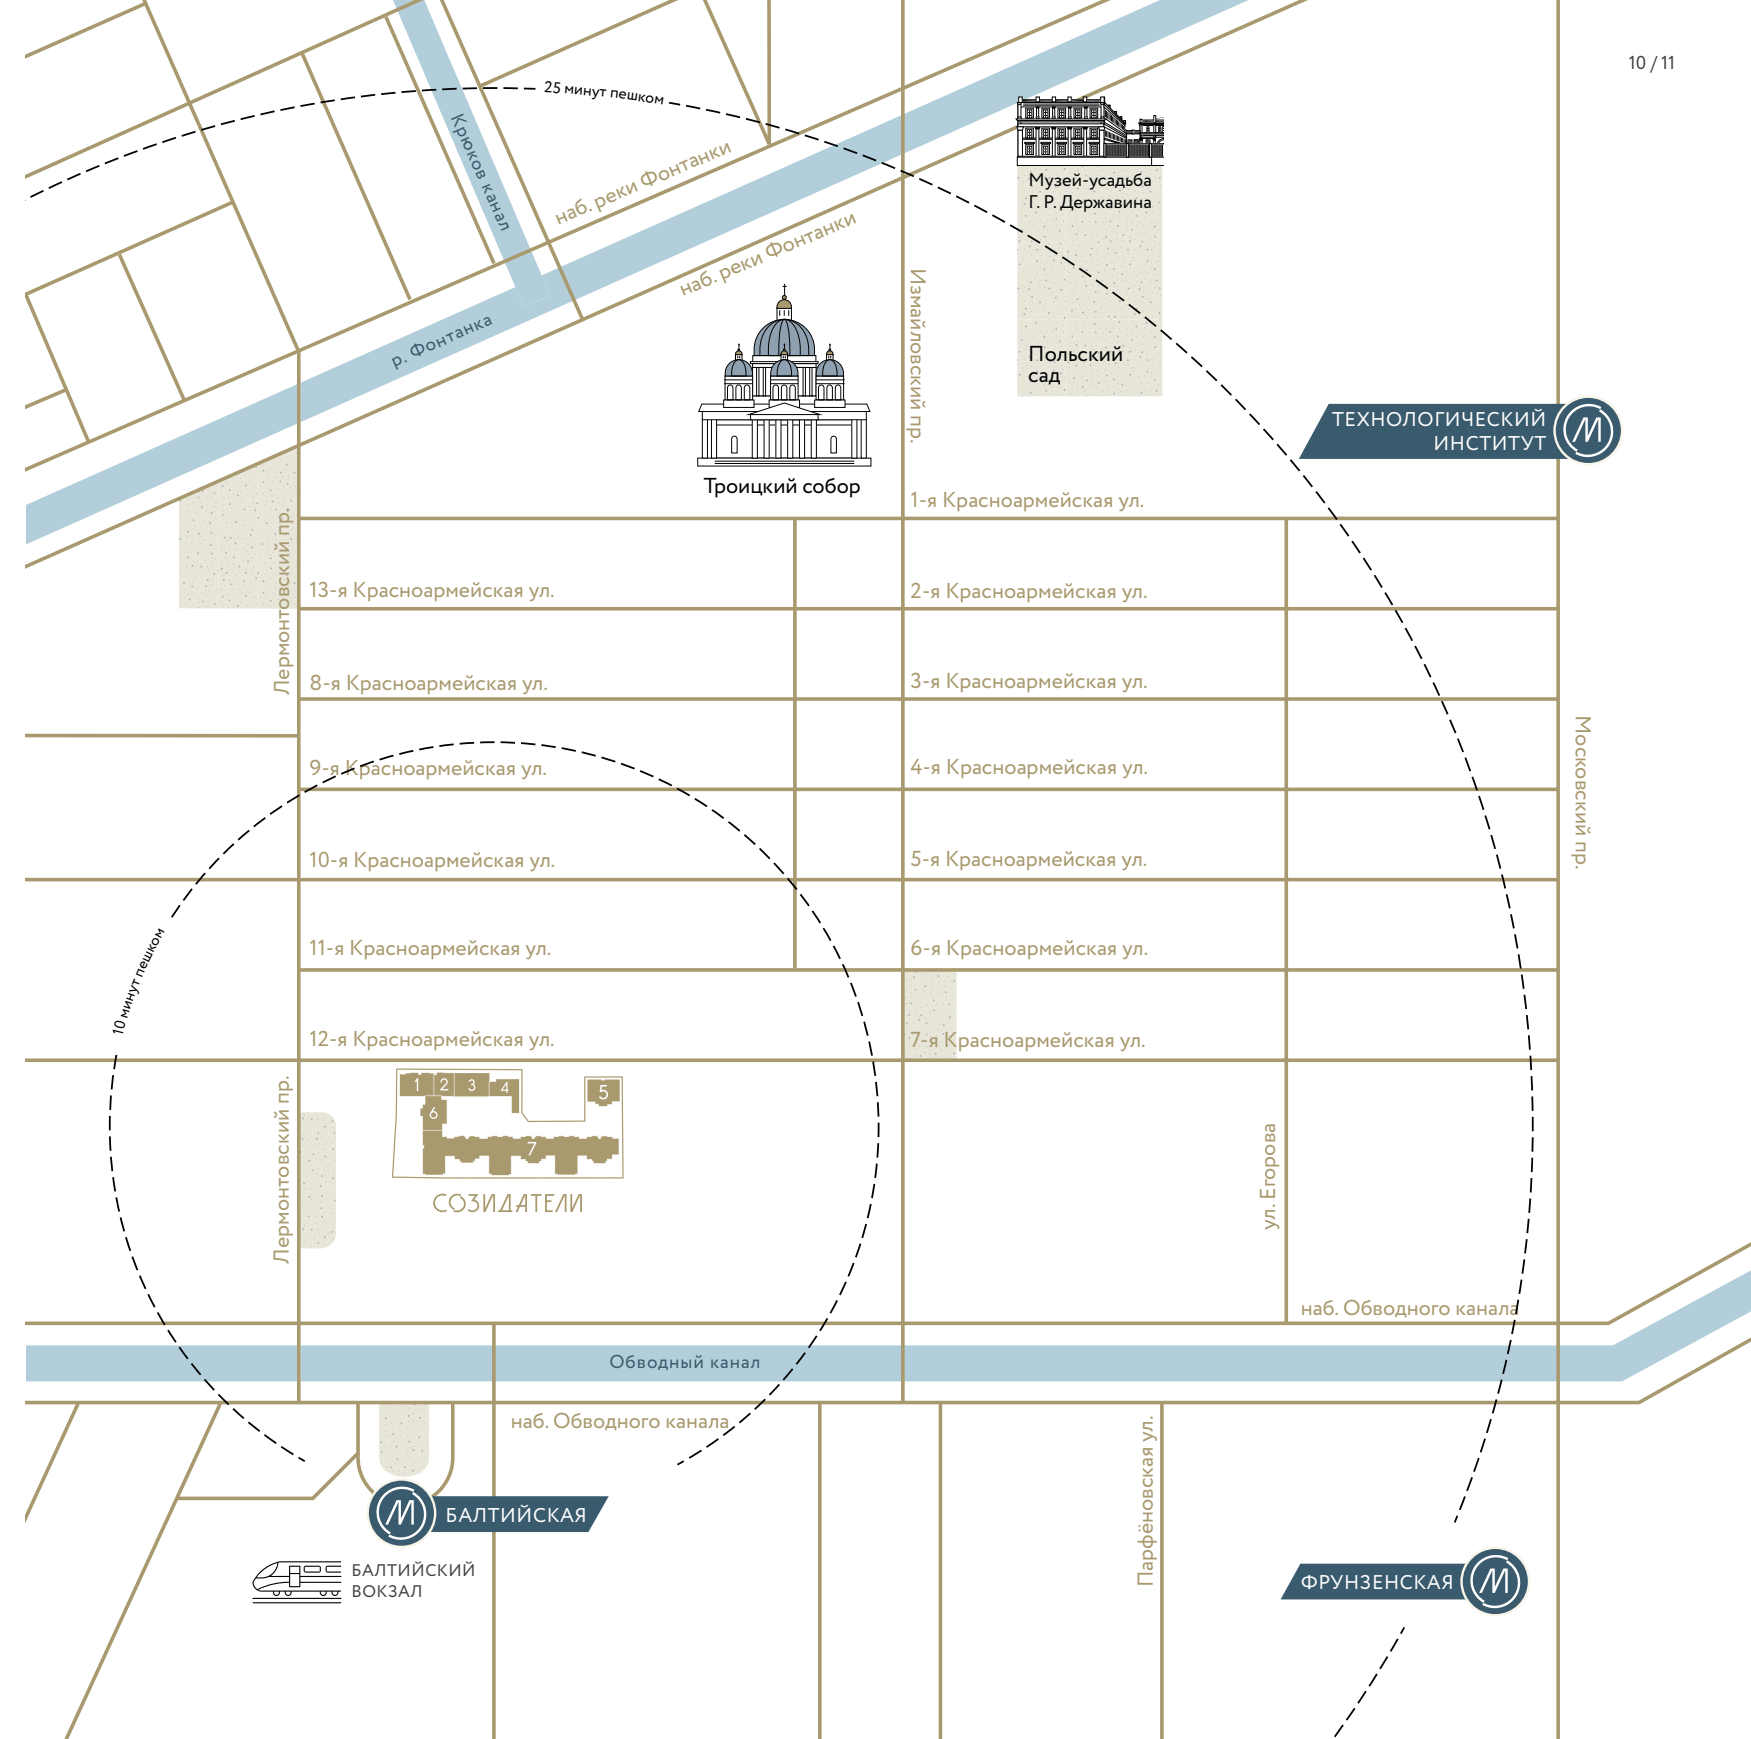 10 / 11
25 минут пешком
Крюков канал
наб. реки Фонтанки
Музей-усадьба
Г. Р. Державина
наб. реки Фонтанки
р. Фонтанка
Измайловский пр.
Польский
сад
ТЕХНОЛОГИЧЕСКИЙ
ИНСТИТУТ
Троицкий собор
1-я Красноармейская ул.
Лермонтовский пр.
13-я Красноармейская ул.
2-я Красноармейская ул.
8-я Красноармейская ул.
3-я Красноармейская ул.
Московский пр.
9-я Красноармейская ул.
4-я Красноармейская ул.
10-я Красноармейская ул.
5-я Красноармейская ул.
10 минут пешком
11-я Красноармейская ул.
6-я Красноармейская ул.
12-я Красноармейская ул.
7-я Красноармейская ул.
Лермонтовский пр.
1 2 3 4 5
6
7
СОЗИДАТЕЛИ
ул. Егорова
наб. Обводного канала
Обводный канал
наб. Обводного канала
Парфёновская ул.
М БАЛТИЙСКАЯ
БАЛТИЙСКИЙ
ВОКЗАЛ
ФРУНЗЕНСКАЯ М